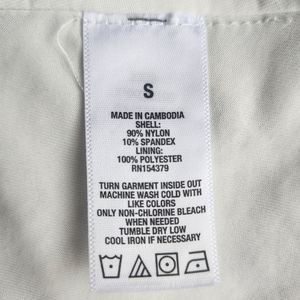 S
MADE IN CAMBODIA
SHELL:
90% NYLON
10% SPANDEX
LINING:
100% POLYESTER
RN154379
TURN GARMENT INSIDE OUT
MACHINE WASH COLD WITH
LIKE COLORS
ONLY NON-CHLORINE BLEACH
WHEN NEEDED
TUMBLE DRY LOW
COOL IRON IF NECESSARY